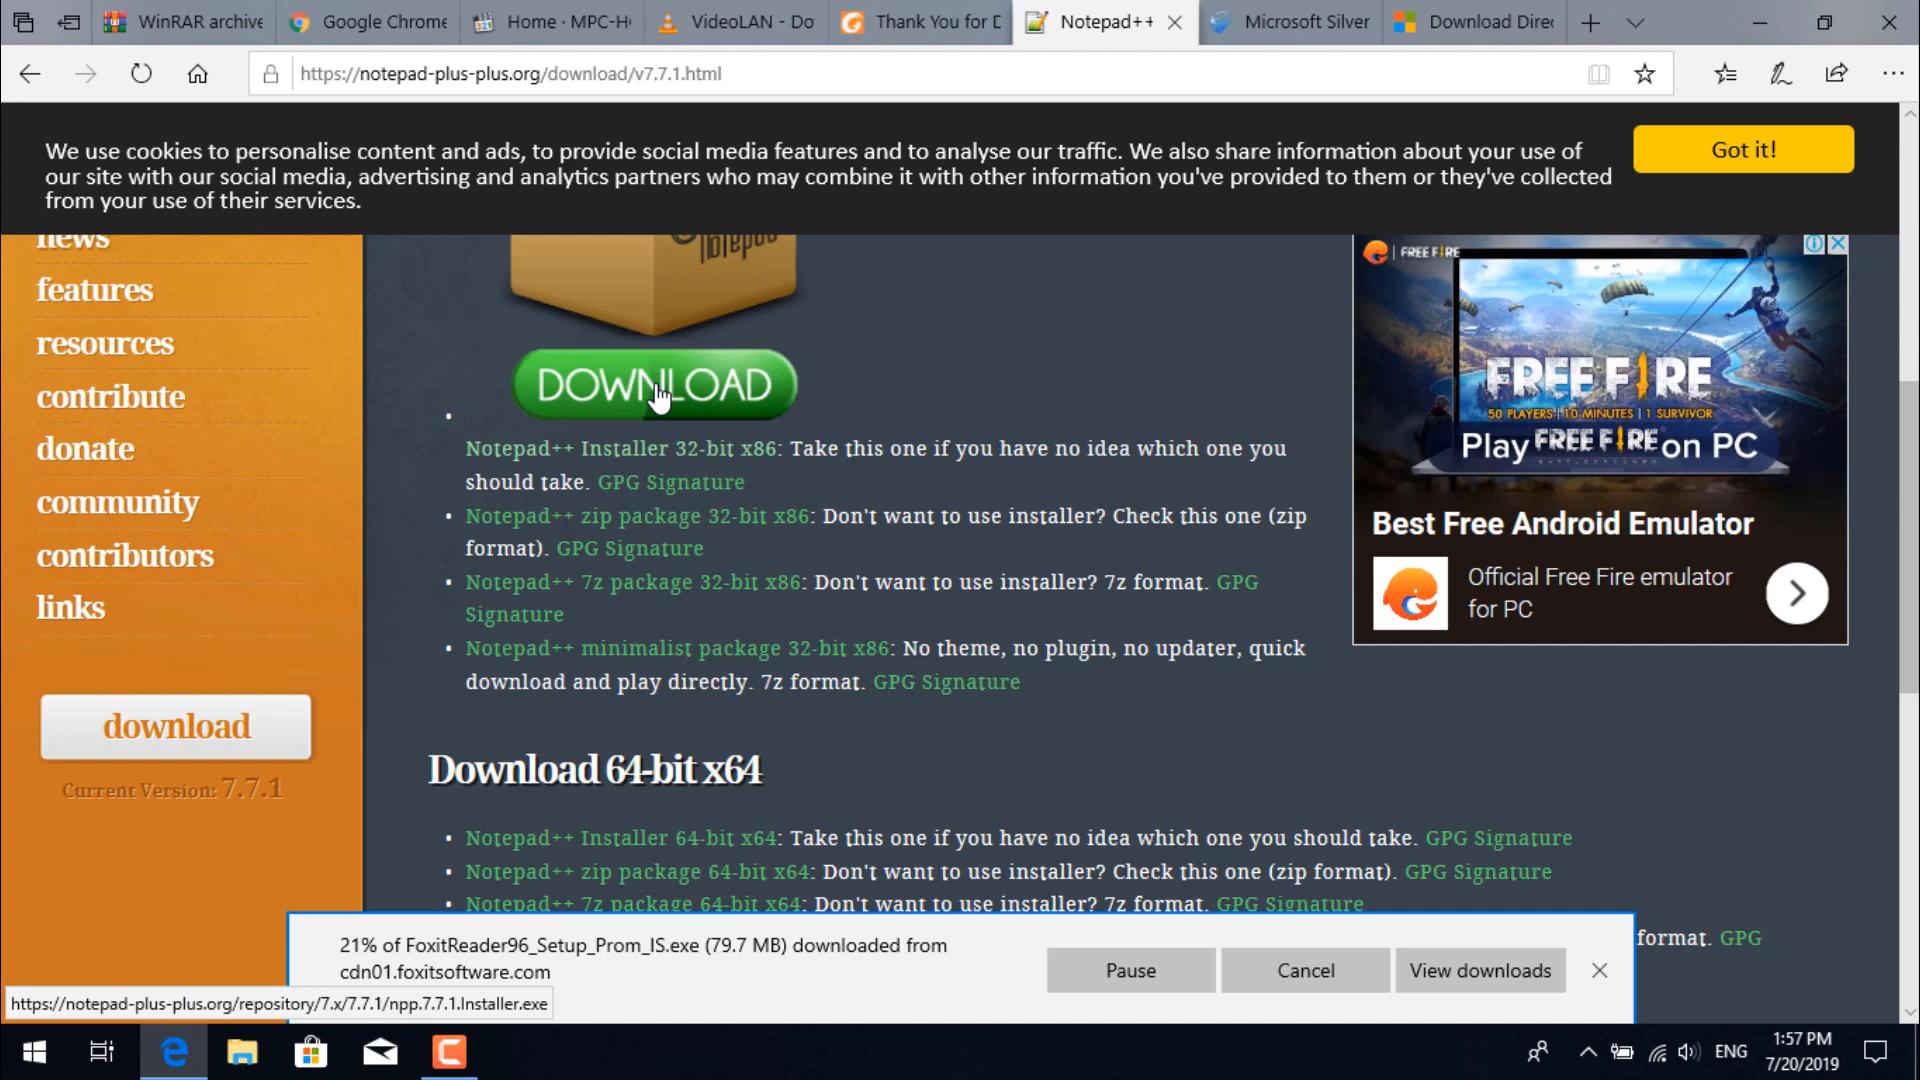 WinRAR archive
Google Chrome
Home · MPC-H
VideoLAN - Do
Thank You for D
Notepad++
Microsoft Silver
Download Direc
https://notepad-plus-plus.org/download/v7.7.1.html
We use cookies to personalise content and ads, to provide social media features and to analyse our traffic. We also share information about your use of
our site with our social media, advertising and analytics partners who may combine it with other information you've provided to them or they've collected
from your use of their services.
Got it!
news
features
resources
contribute
donate
community
contributors
links
download
Current Version: 7.7.1
notepad
DOWNLOAD
• Notepad++ Installer 32-bit x86: Take this one if you have no idea which one you
should take. GPG Signature
• Notepad++ zip package 32-bit x86: Don't want to use installer? Check this one (zip
format). GPG Signature
• Notepad++ 7z package 32-bit x86: Don't want to use installer? 7z format. GPG
Signature
• Notepad++ minimalist package 32-bit x86: No theme, no plugin, no updater, quick
download and play directly. 7z format. GPG Signature
Download 64-bit x64
• Notepad++ Installer 64-bit x64: Take this one if you have no idea which one you should take. GPG Signature
• Notepad++ zip package 64-bit x64: Don't want to use installer? Check this one (zip format). GPG Signature
• Notepad++ 7z package 64-bit x64: Don't want to use installer? 7z format. GPG Signature
format. GPG
FREE FIRE
FREE FIRE
50 PLAYERS | 10 MINUTES | 1 SURVIVOR
Play FREE FIRE on PC
Best Free Android Emulator
Official Free Fire emulator
for PC
21% of FoxitReader96_Setup_Prom_IS.exe (79.7 MB) downloaded from
cdn01.foxitsoftware.com
Pause
Cancel
View downloads
https://notepad-plus-plus.org/repository/7.x/7.7.1/npp.7.7.1.Installer.exe
ENG
1:57 PM
7/20/2019